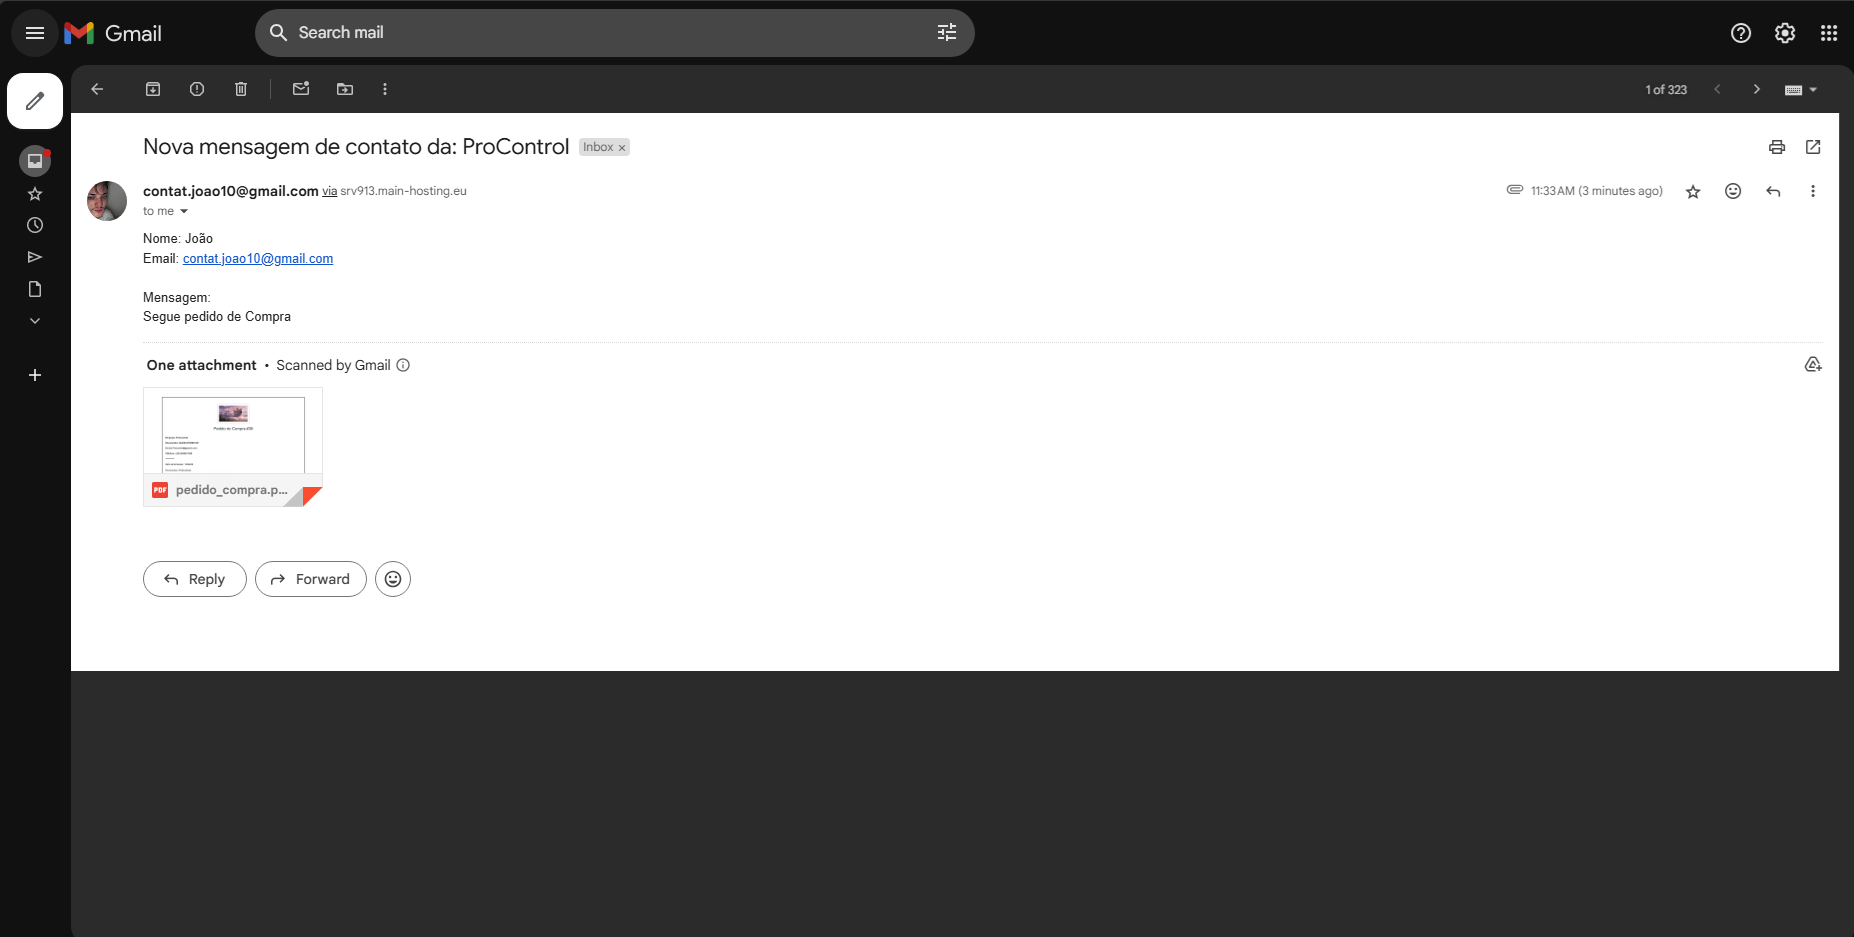 Gmail
Search mail
1 of 323
Nova mensagem de contato da: ProControl Inbox x
contat.joao10@gmail.com via srv913.main-hosting.eu
11:33 AM (3 minutes ago)
to me
Nome: João
Email: contat.joao10@gmail.com
Mensagem:
Segue pedido de Compra
One attachment • Scanned by Gmail
PDF pedido_compra.p...
Reply
Forward